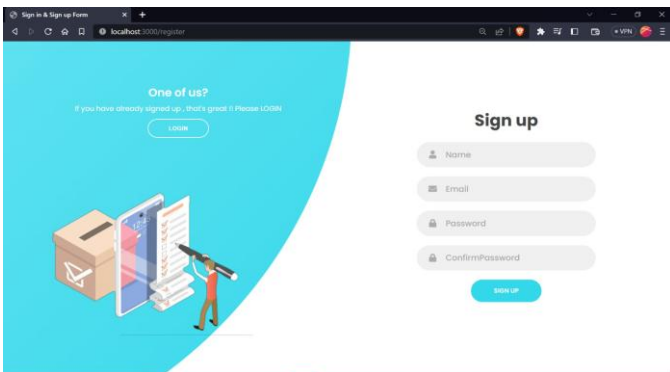 Sign in & Sign up Form
localhost:3000/register
VPN
One of us?
If you have already signed up , that's great !! Please LOGIN
LOGIN
Sign up
Name
Email
Password
ConfirmPassword
SIGN UP